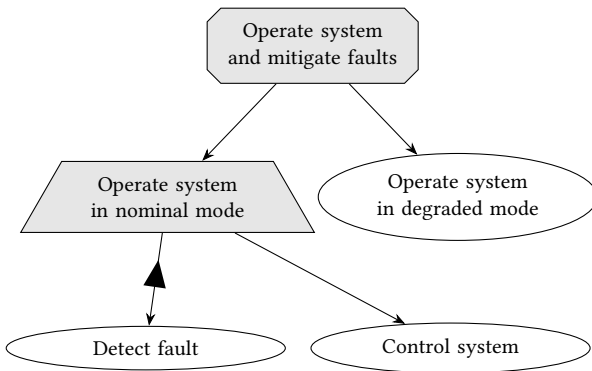 Operate system
and mitigate faults
Operate system
in nominal mode
Operate system
in degraded mode
Detect fault
Control system